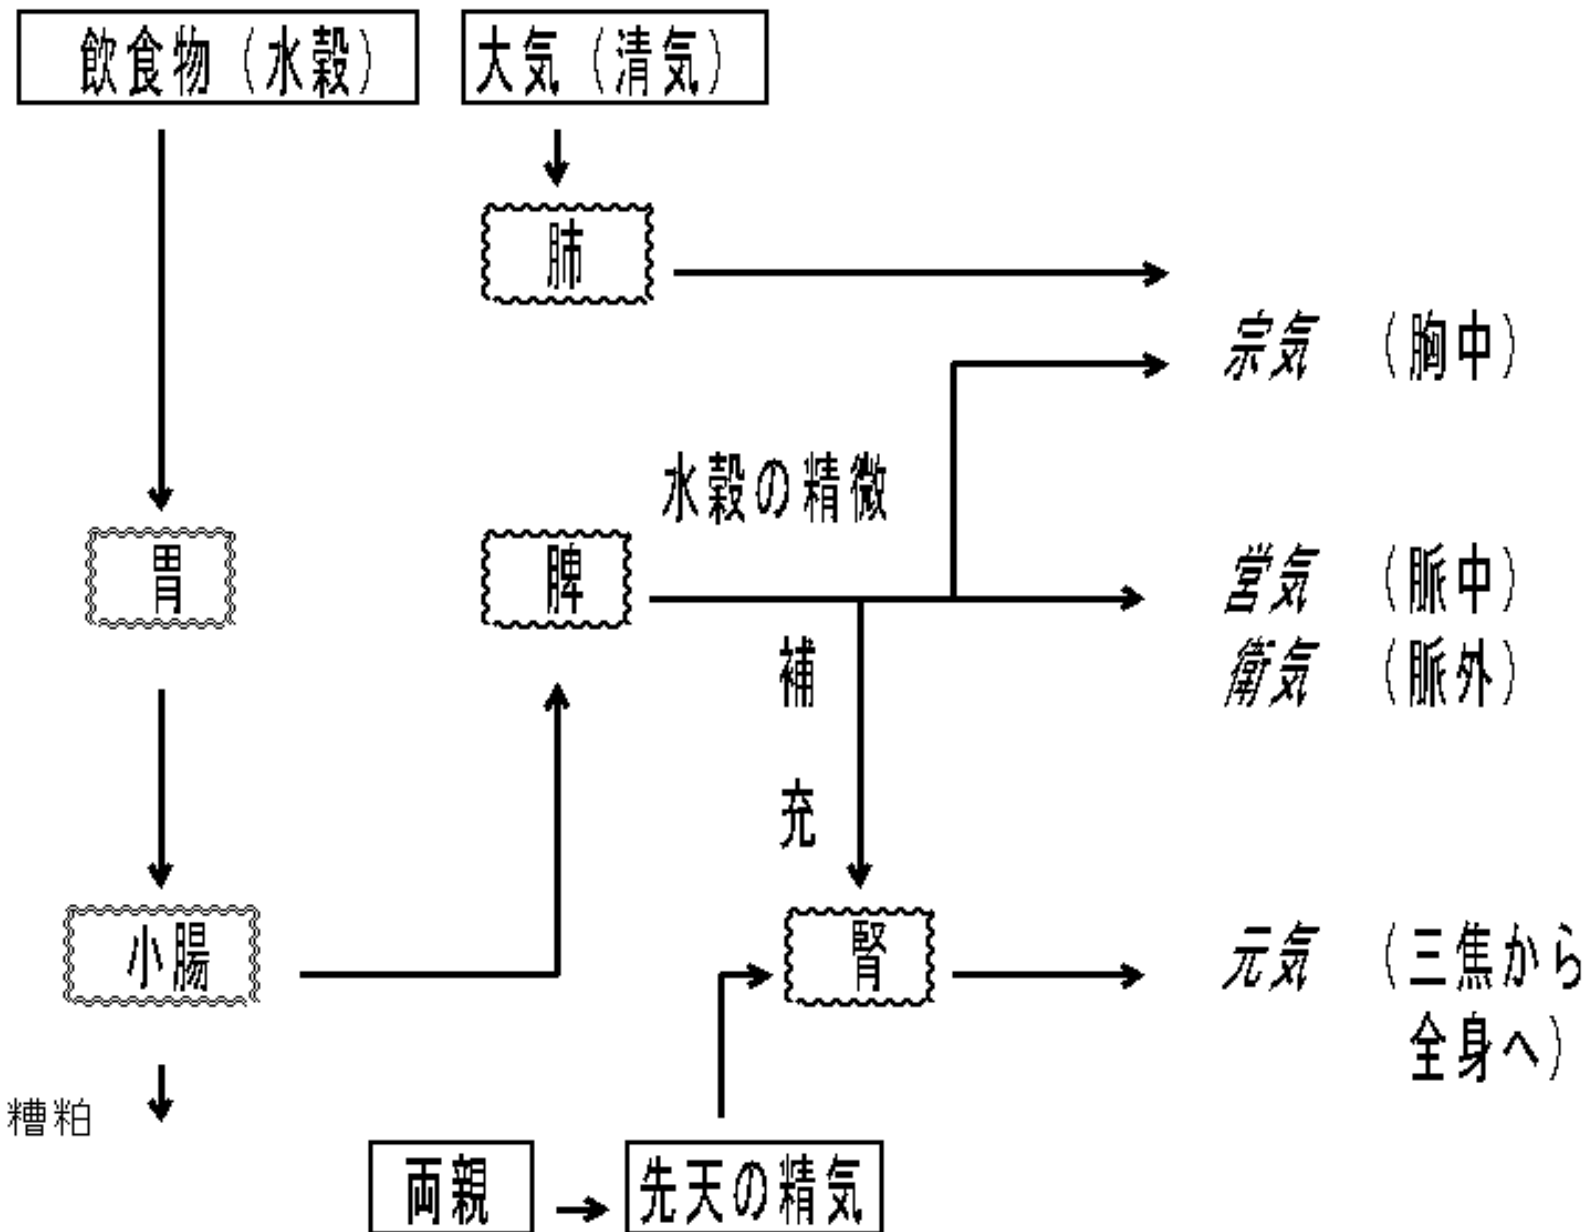 飲食物（水穀）
大気（清気）
肺
宗気（胸中）
水穀の精微
胃
脾
営気（脈中）
衛気（脈外）
補充
小腸
腎
元気（三焦から
全身へ）
糟粕
両親
先天の精気